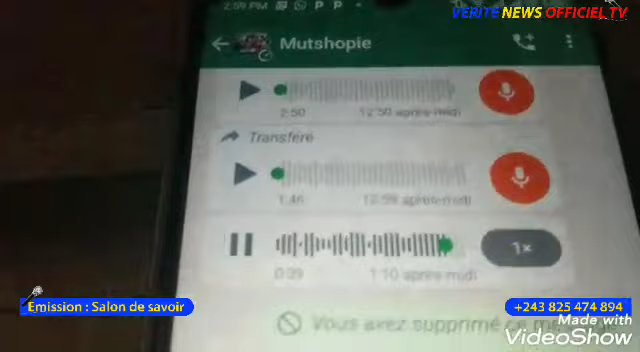 2:59 PM P P
VERITE NEWS OFFICIEL TV
Mutshopie
2:50 12:50 après-midi
Transféré
1:46 12:59 après-midi
1×
0:39 1:10 après-midi
Émission : Salon de savoir
+243 825 474 894
Vous avez supprimé ce
Made with
VideoShow